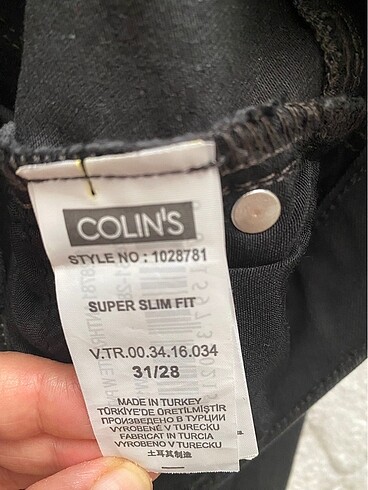 COLIN'S
STYLE NO : 1028781
SUPER SLIM FIT
V.TR.00.34.16.034
31/28
MADE IN TURKEY
TÜRKİYE'DE ÜRETİLMİŞTİR
ПРОИЗВЕДЕНО В ТУРЦИИ
VYROBENÉ V TURECKU
FABRICAT IN TURCIA
VYROBENO V TURECKU
土耳其制造